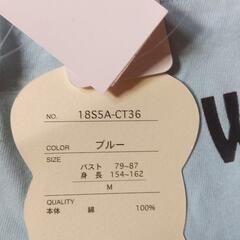 NO. 18S5A-CT36
COLOR ブルー
SIZE
バスト 79~87
身長 154~162
M
QUALITY
本体 綿 100%
W